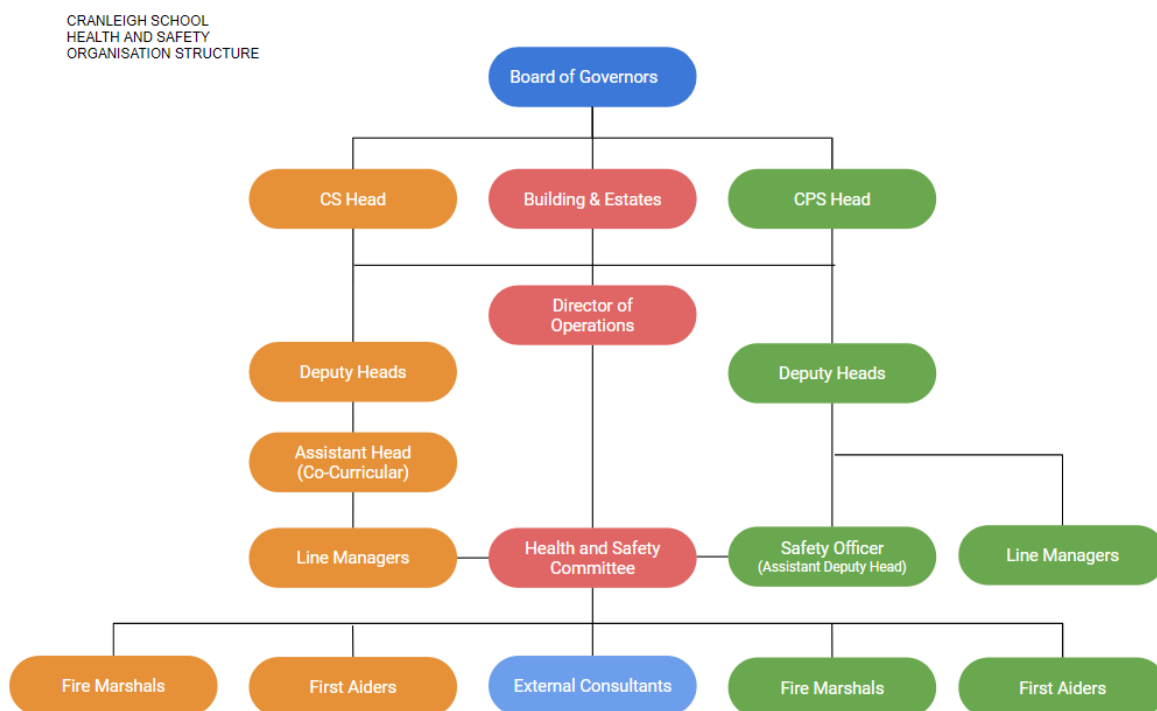 CRANLEIGH SCHOOL
HEALTH AND SAFETY
ORGANISATION STRUCTURE
Board of Governors
CS Head
Building & Estates
CPS Head
Director of
Operations
Deputy Heads
Deputy Heads
Assistant Head
(Co-Curricular)
Line Managers
Health and Safety
Committee
Safety Officer
(Assistant Deputy Head)
Line Managers
Fire Marshals
First Aiders
External Consultants
Fire Marshals
First Aiders